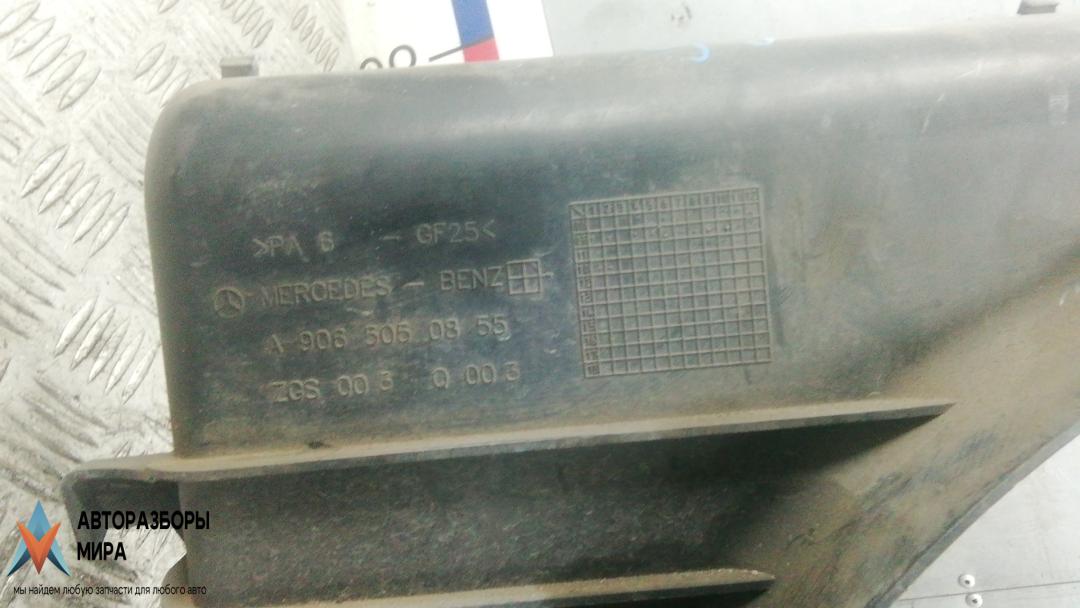 >PA 6 - GF25<
MERCEDES - BENZ
A 906 505 08 55
ZGS 003 Q 003
АВТОРАЗБОРЫ
МИРА
мы найдем любую запчасти для любого авто